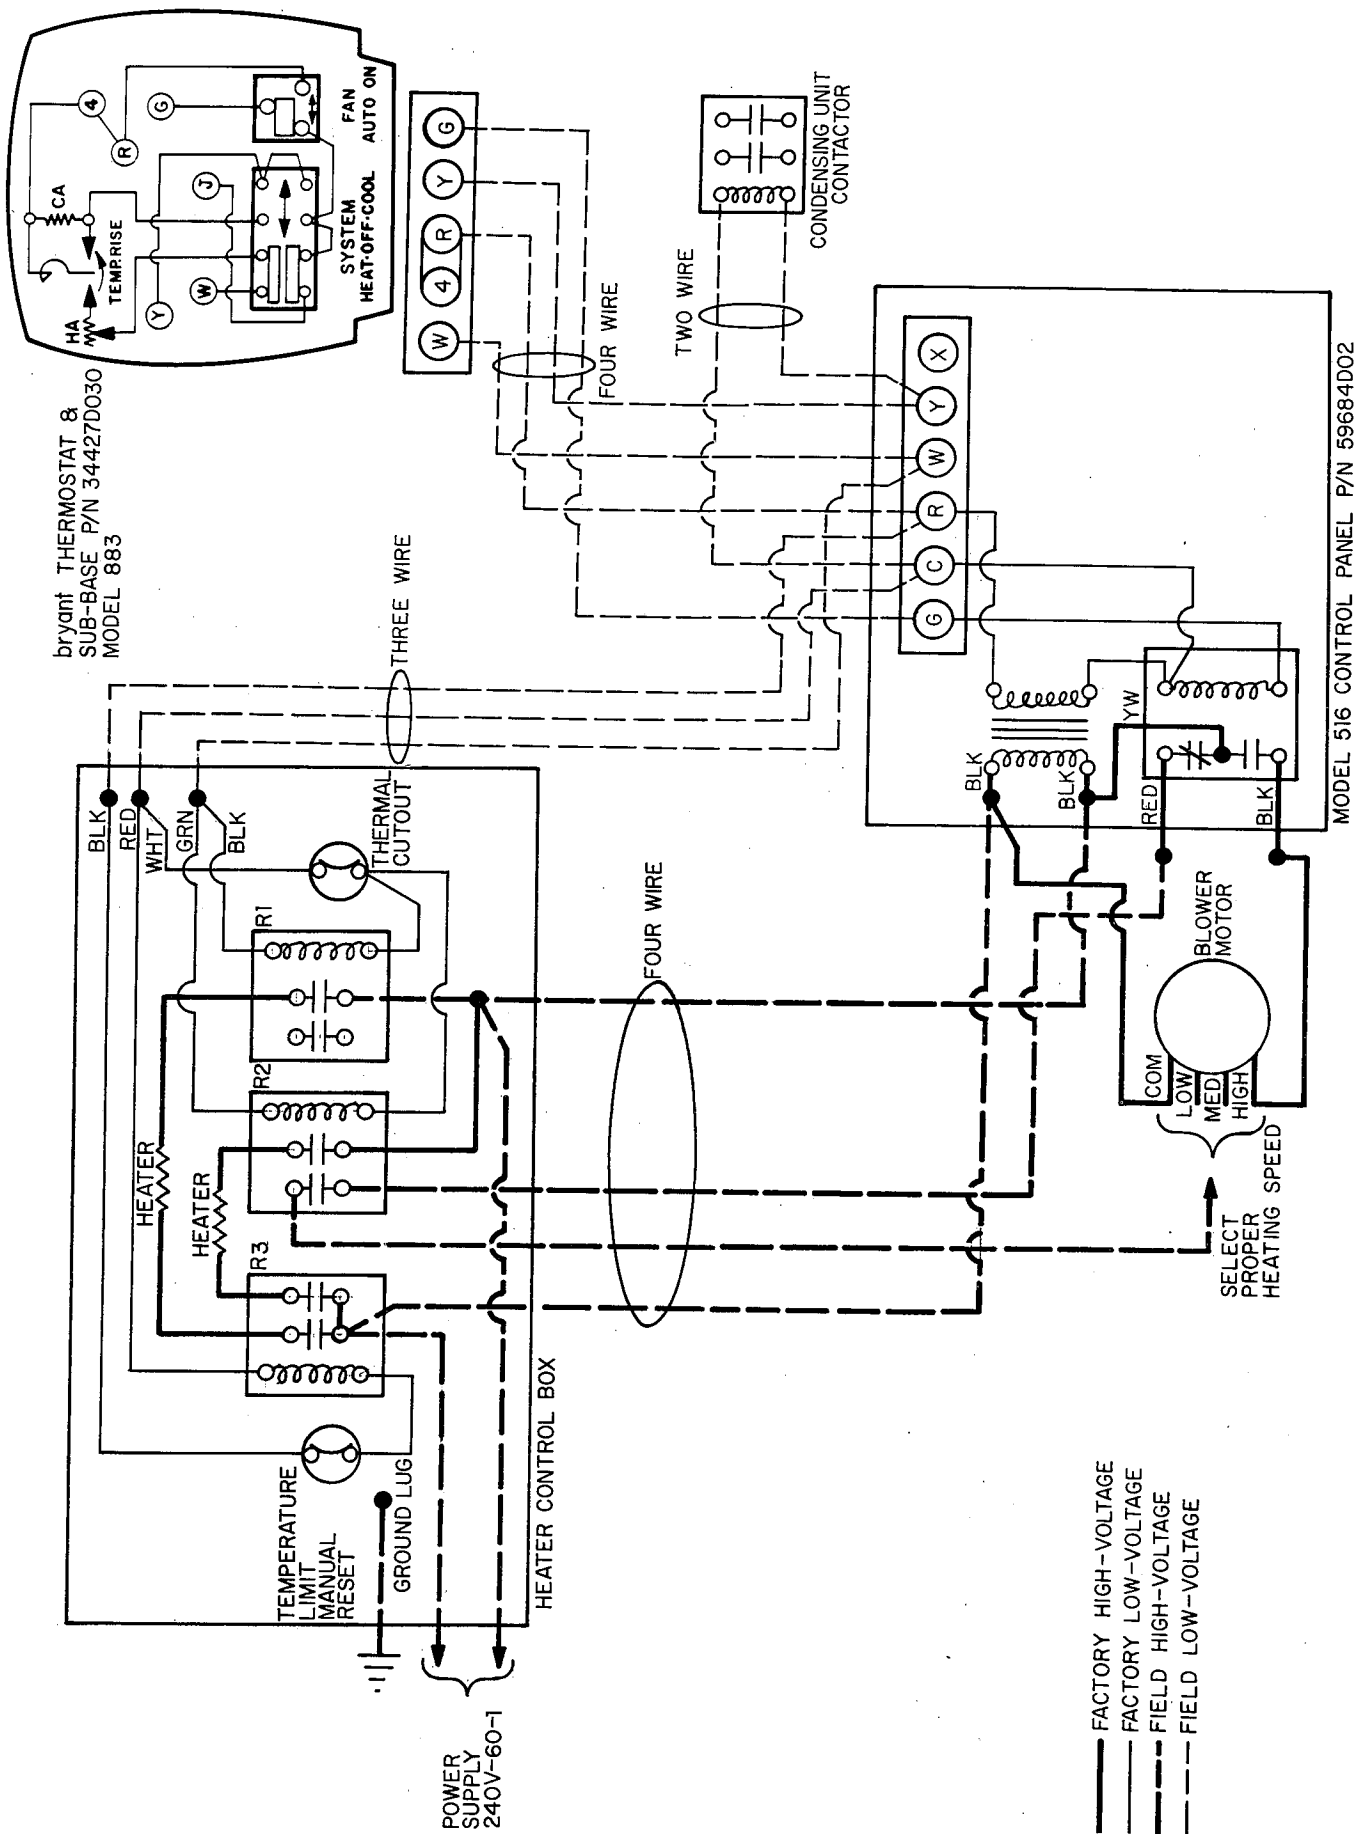 bryant THERMOSTAT &
SUB-BASE P/N 34427D030
MODEL 883
HA
CA
TEMP.RISE
4
R
G
Y
W
J
SYSTEM
HEAT-OFF-COOL
FAN
AUTO ON
W
4
R
Y
G
FOUR WIRE
TWO WIRE
CONDENSING UNIT
CONTACTOR
THREE WIRE
G
C
R
W
Y
X
BLK
BLK
YW
RED
BLK
MODEL 516 CONTROL PANEL P/N 59684D02
BLK
RED
WHT
GRN
BLK
THERMAL
CUTOUT
R1
R2
R3
HEATER
HEATER
TEMPERATURE
LIMIT
MANUAL
RESET
GROUND LUG
HEATER CONTROL BOX
POWER
SUPPLY
240V-60-1
FOUR WIRE
BLOWER
MOTOR
COM
LOW
MED
HIGH
SELECT
PROPER
HEATING SPEED
FACTORY HIGH-VOLTAGE
FACTORY LOW-VOLTAGE
FIELD HIGH-VOLTAGE
FIELD LOW-VOLTAGE